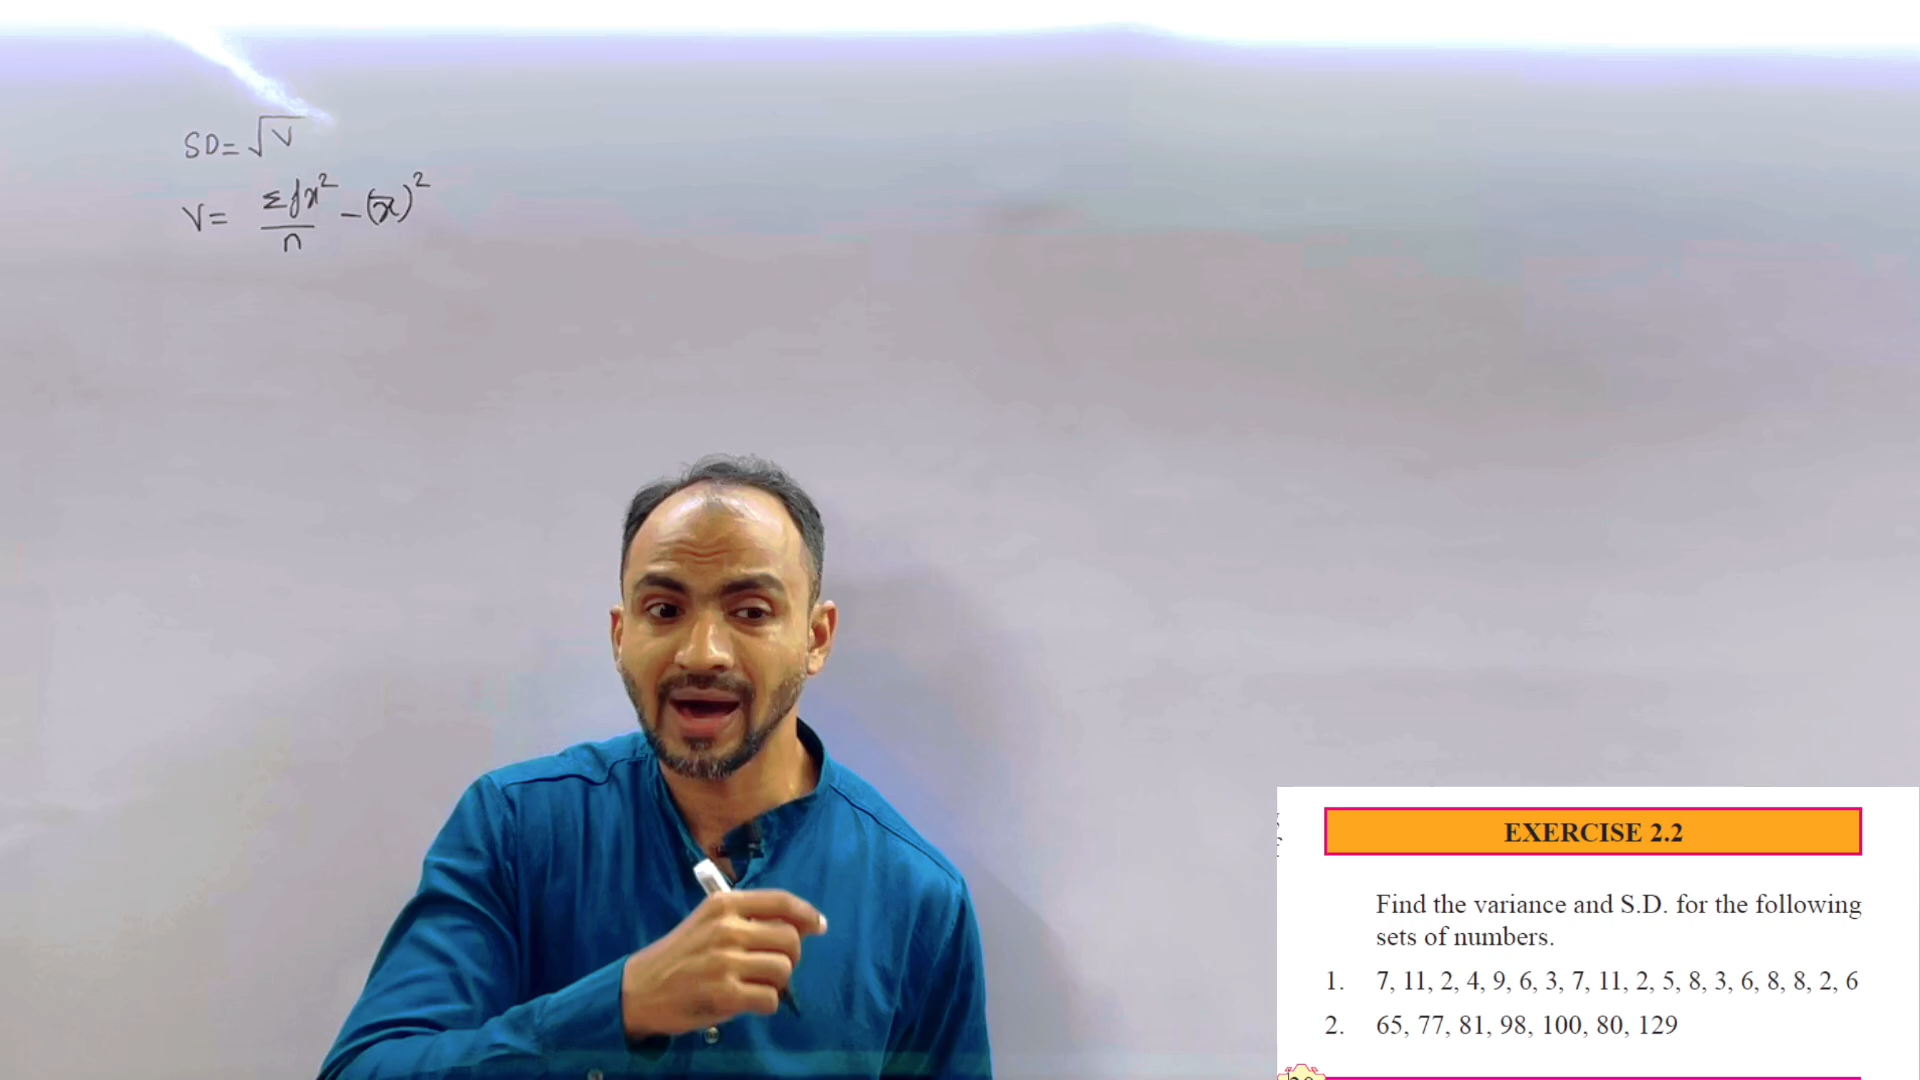 SD = √V
V = Σfx²/n - (x̄)²
EXERCISE 2.2
Find the variance and S.D. for the following
sets of numbers.
1. 7, 11, 2, 4, 9, 6, 3, 7, 11, 2, 5, 8, 3, 6, 8, 8, 2, 6
2. 65, 77, 81, 98, 100, 80, 129